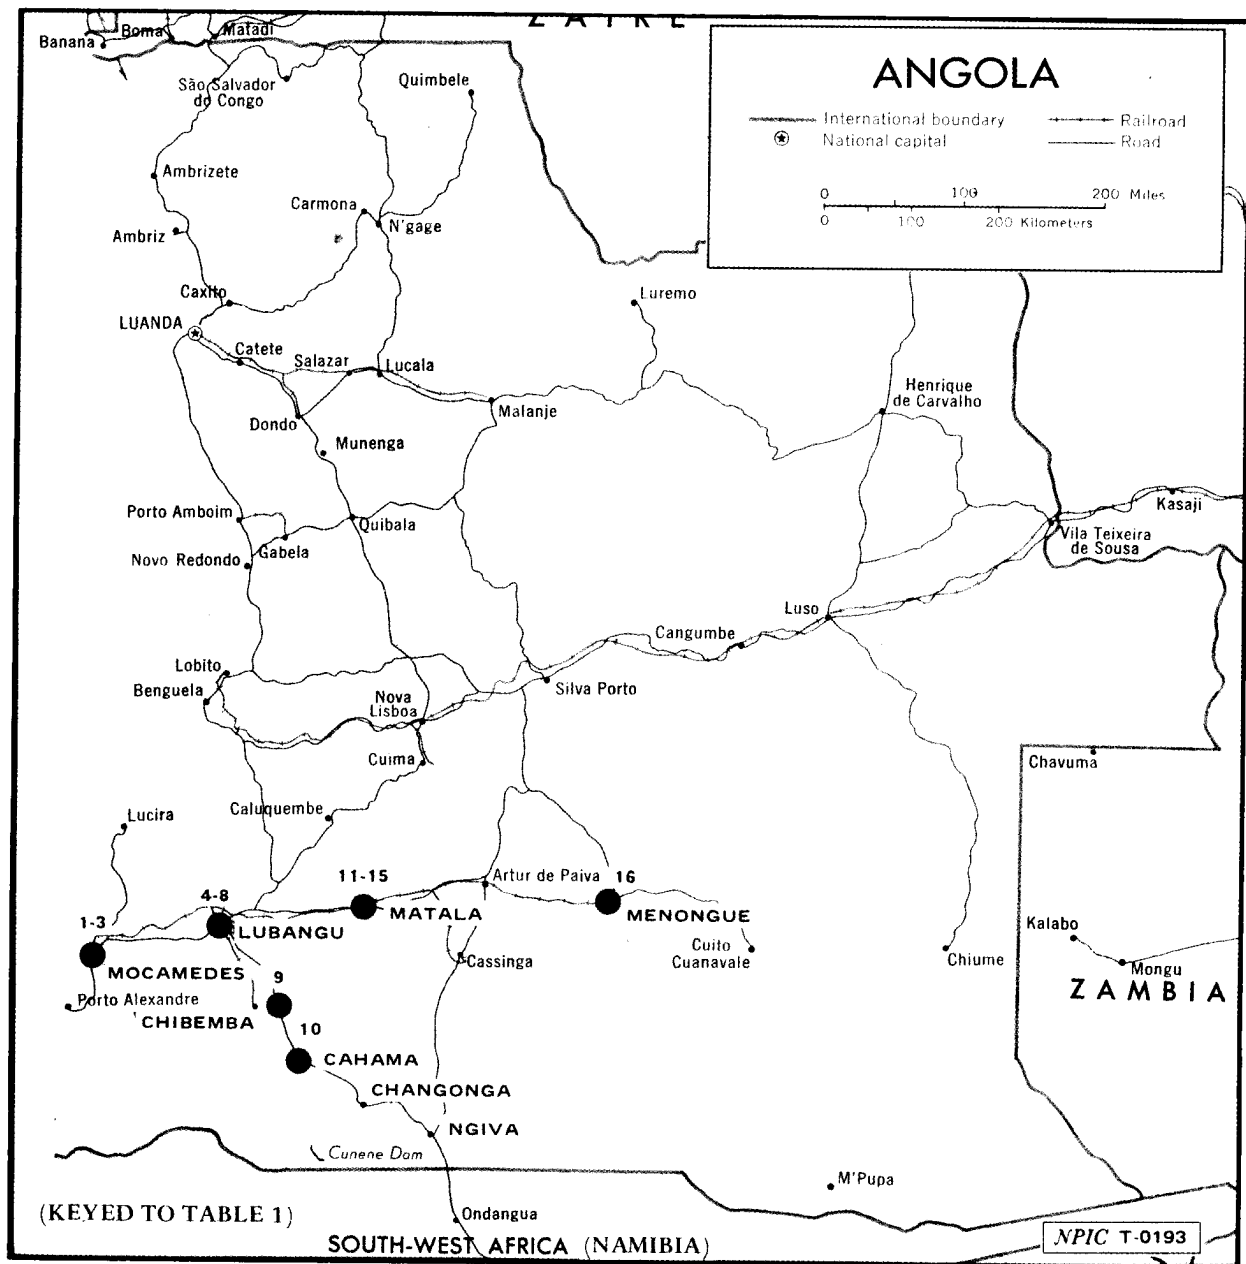 ZAIRE
Banana
Boma
Matadi
São Salvador
do Congo
Quimbele
ANGOLA
International boundary
Railroad
National capital
Road
0 100 200 Miles
0 100 200 Kilometers
Ambrizete
Carmona
N'gage
Ambriz
Caxito
LUANDA
Luremo
Catete
Salazar
Lucala
Henrique
de Carvalho
Malanje
Dondo
Munenga
Porto Amboim
Quibala
Gabela
Novo Redondo
Kasaji
Vila Teixeira
de Sousa
Luso
Cangumbe
Lobito
Benguela
Silva Porto
Nova
Lisboa
Cuima
Chavuma
Lucira
Caluquembe
11-15
Artur de Paiva
16
4-8
1-3
MATALA
MENONGUE
LUBANGU
Kalabo
Cuito
Cuanavale
Chiume
Cassinga
Mongu
MOCAMEDES
9
ZAMBIA
Porto Alexandre
CHIBEMBA
10
CAHAMA
CHANGONGA
NGIVA
Cunene Dam
M'Pupa
(KEYED TO TABLE 1)
Ondangua
SOUTH-WEST AFRICA (NAMIBIA)
NPIC T-0193